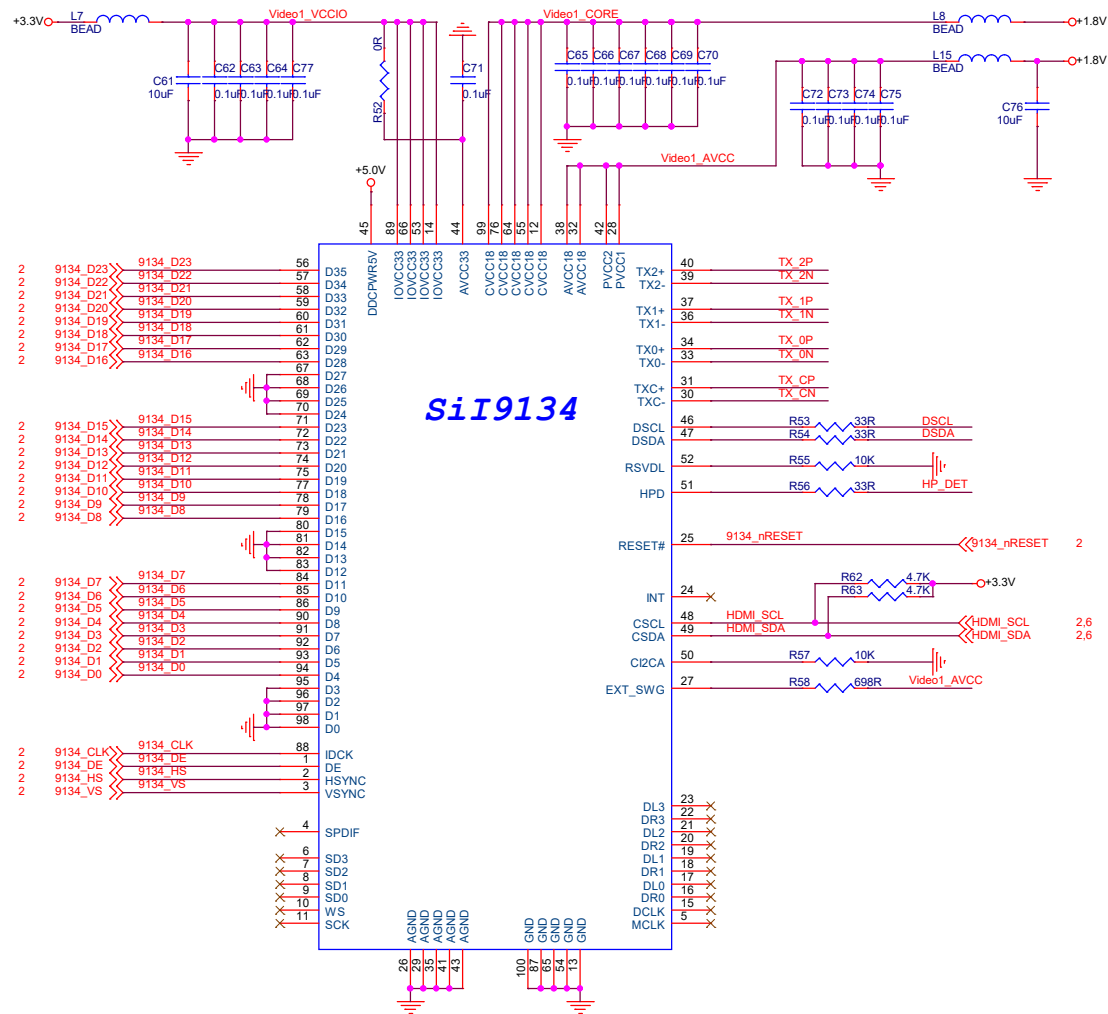 +3.3V L7 BEAD Video1_VCCIO Video1_CORE L8 BEAD +1.8V
L15 BEAD +1.8V
C61 10uF C62 0.1uF C63 0.1uF C64 0.1uF C77 0.1uF
0R R52 C71 0.1uF
C65 0.1uF C66 0.1uF C67 0.1uF C68 0.1uF C69 0.1uF C70 0.1uF
C72 0.1uF C73 0.1uF C74 0.1uF C75 0.1uF C76 10uF
Video1_AVCC
+5.0V
45 89 66 53 14 44 99 76 64 55 12 38 32 42 28
DDCPWR5V IOVCC33 IOVCC33 IOVCC33 IOVCC33 AVCC33 CVCC18 CVCC18 CVCC18 CVCC18 CVCC18 AVCC18 AVCC18 PVCC2 PVCC1
SiI9134
2 9134_D23 9134_D23 56 D35
2 9134_D22 9134_D22 57 D34
2 9134_D21 9134_D21 58 D33
2 9134_D20 9134_D20 59 D32
2 9134_D19 9134_D19 60 D31
2 9134_D18 9134_D18 61 D30
2 9134_D17 9134_D17 62 D29
2 9134_D16 9134_D16 63 D28
67 D27
68 D26
69 D25
70 D24
2 9134_D15 9134_D15 71 D23
2 9134_D14 9134_D14 72 D22
2 9134_D13 9134_D13 73 D21
2 9134_D12 9134_D12 74 D20
2 9134_D11 9134_D11 75 D19
2 9134_D10 9134_D10 77 D18
2 9134_D9 9134_D9 78 D17
2 9134_D8 9134_D8 79 D16
80 D15
81 D14
82 D13
83 D12
2 9134_D7 9134_D7 84 D11
2 9134_D6 9134_D6 85 D10
2 9134_D5 9134_D5 86 D9
2 9134_D4 9134_D4 90 D8
2 9134_D3 9134_D3 91 D7
2 9134_D2 9134_D2 92 D6
2 9134_D1 9134_D1 93 D5
2 9134_D0 9134_D0 94 D4
95 D3
96 D2
97 D1
98 D0
2 9134_CLK 9134_CLK 88 IDCK
2 9134_DE 9134_DE 1 DE
2 9134_HS 9134_HS 2 HSYNC
2 9134_VS 9134_VS 3 VSYNC
4 SPDIF
6 SD3
7 SD2
8 SD1
9 SD0
10 WS
11 SCK
TX2+ 40 TX_2P
TX2- 39 TX_2N
TX1+ 37 TX_1P
TX1- 36 TX_1N
TX0+ 34 TX_0P
TX0- 33 TX_0N
TXC+ 31 TX_CP
TXC- 30 TX_CN
DSCL 46 R53 33R DSCL
DSDA 47 R54 33R DSDA
RSVDL 52 R55 10K
HPD 51 R56 33R HP_DET
RESET# 25 9134_nRESET 9134_nRESET 2
INT 24
R62 4.7K +3.3V
R63 4.7K
CSCL 48 HDMI_SCL HDMI_SCL 2,6
CSDA 49 HDMI_SDA HDMI_SDA 2,6
CI2CA 50 R57 10K
EXT_SWG 27 R58 698R Video1_AVCC
DL3 23
DR3 22
DL2 21
DR2 20
DL1 19
DR1 18
DL0 17
DR0 16
DCLK 15
MCLK 5
AGND AGND AGND AGND AGND GND GND GND GND GND
26 29 35 41 43 100 87 65 54 13